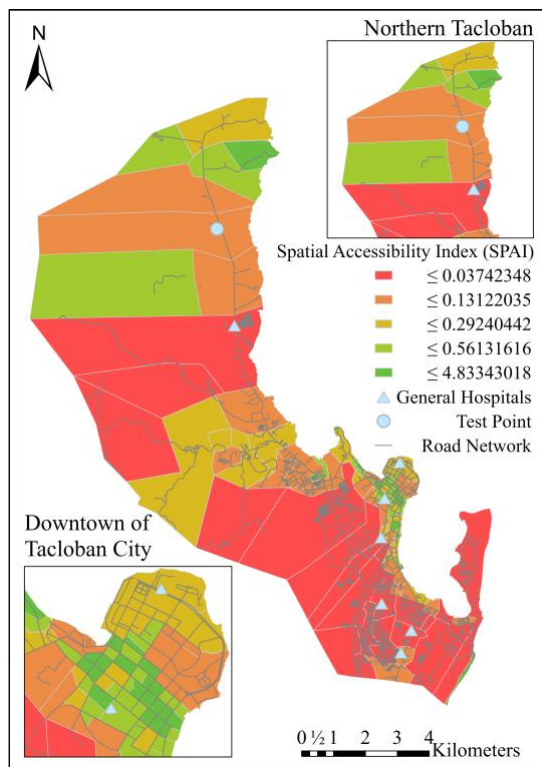 Northern Tacloban
N
Spatial Accessibility Index (SPAI)
≤ 0.03742348
≤ 0.13122035
≤ 0.29240442
≤ 0.56131616
≤ 4.83343018
General Hospitals
Test Point
Road Network
Downtown of
Tacloban City
0 ½ 1 2 3 4
Kilometers